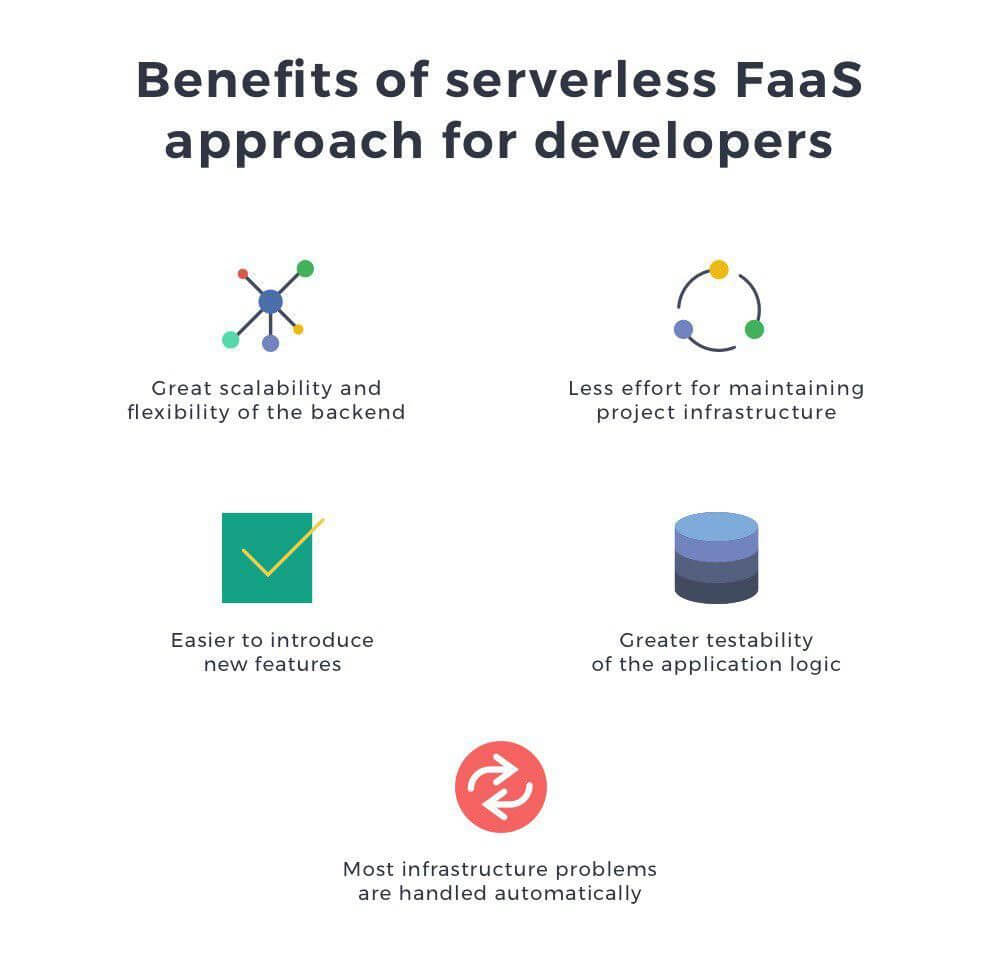 Benefits of serverless FaaS
approach for developers
Great scalability and
flexibility of the backend
Less effort for maintaining
project infrastructure
Easier to introduce
new features
Greater testability
of the application logic
Most infrastructure problems
are handled automatically